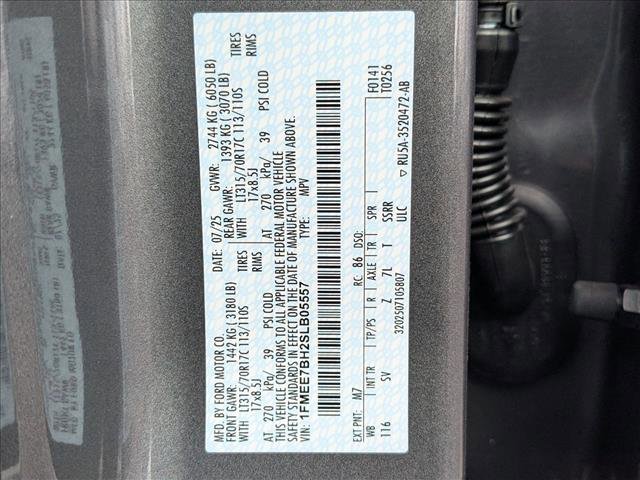 MFD. BY FORD MOTOR CO.
DATE: 07/25 GVWR: 2744 KG ( 6050 LB)
FRONT GAWR: 1442 KG ( 3180 LB) REAR GAWR: 1393 KG ( 3070 LB)
WITH LT315/70R17C 113/110S TIRES WITH LT315/70R17C 113/110S TIRES
17x8.5J RIMS 17x8.5J RIMS
AT 270 kPa/ 39 PSI COLD AT 270 kPa/ 39 PSI COLD
THIS VEHICLE CONFORMS TO ALL APPLICABLE FEDERAL MOTOR VEHICLE
SAFETY STANDARDS IN EFFECT ON THE DATE OF MANUFACTURE SHOWN ABOVE.
VIN: 1FMEE7BH2SLB05557
TYPE: MPV
F0141
T0256
EXT PNT: M7 RC: 86 DSO:
WB INT TR TP/PS R AXLE TR SPR
116 SV Z 7L T SSRR
ULC
3202507105807
▽ RU5A-3520472-AB